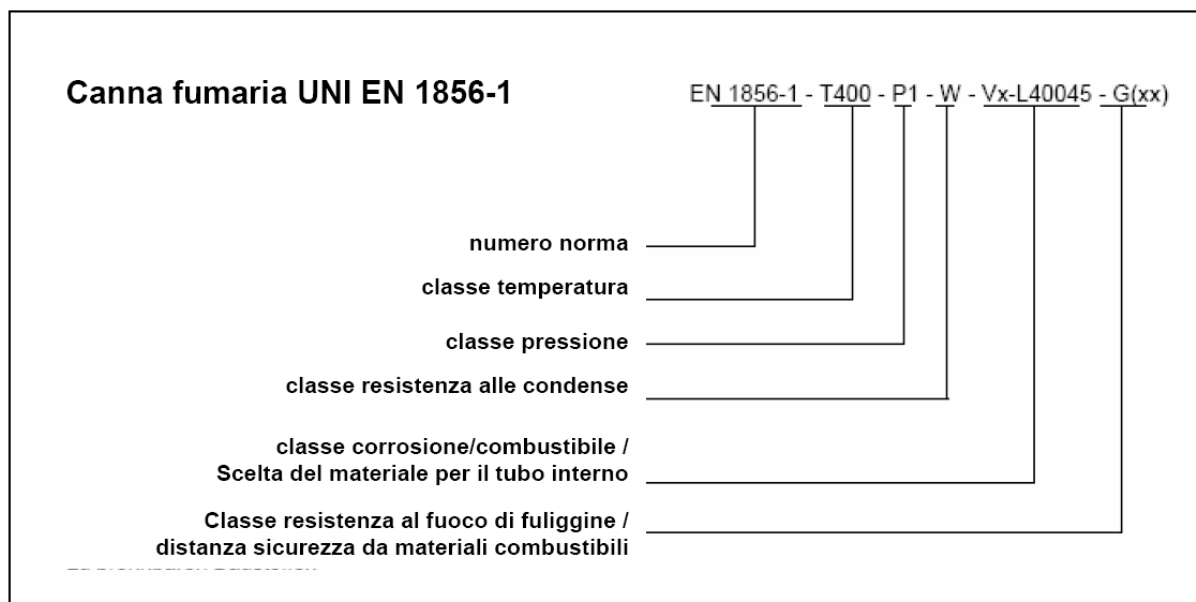 Canna fumaria UNI EN 1856-1
EN 1856-1 - T400 - P1 - W - Vx-L40045 - G(xx)
numero norma
classe temperatura
classe pressione
classe resistenza alle condense
classe corrosione/combustibile /
Scelta del materiale per il tubo interno
Classe resistenza al fuoco di fuliggine /
distanza sicurezza da materiali combustibili